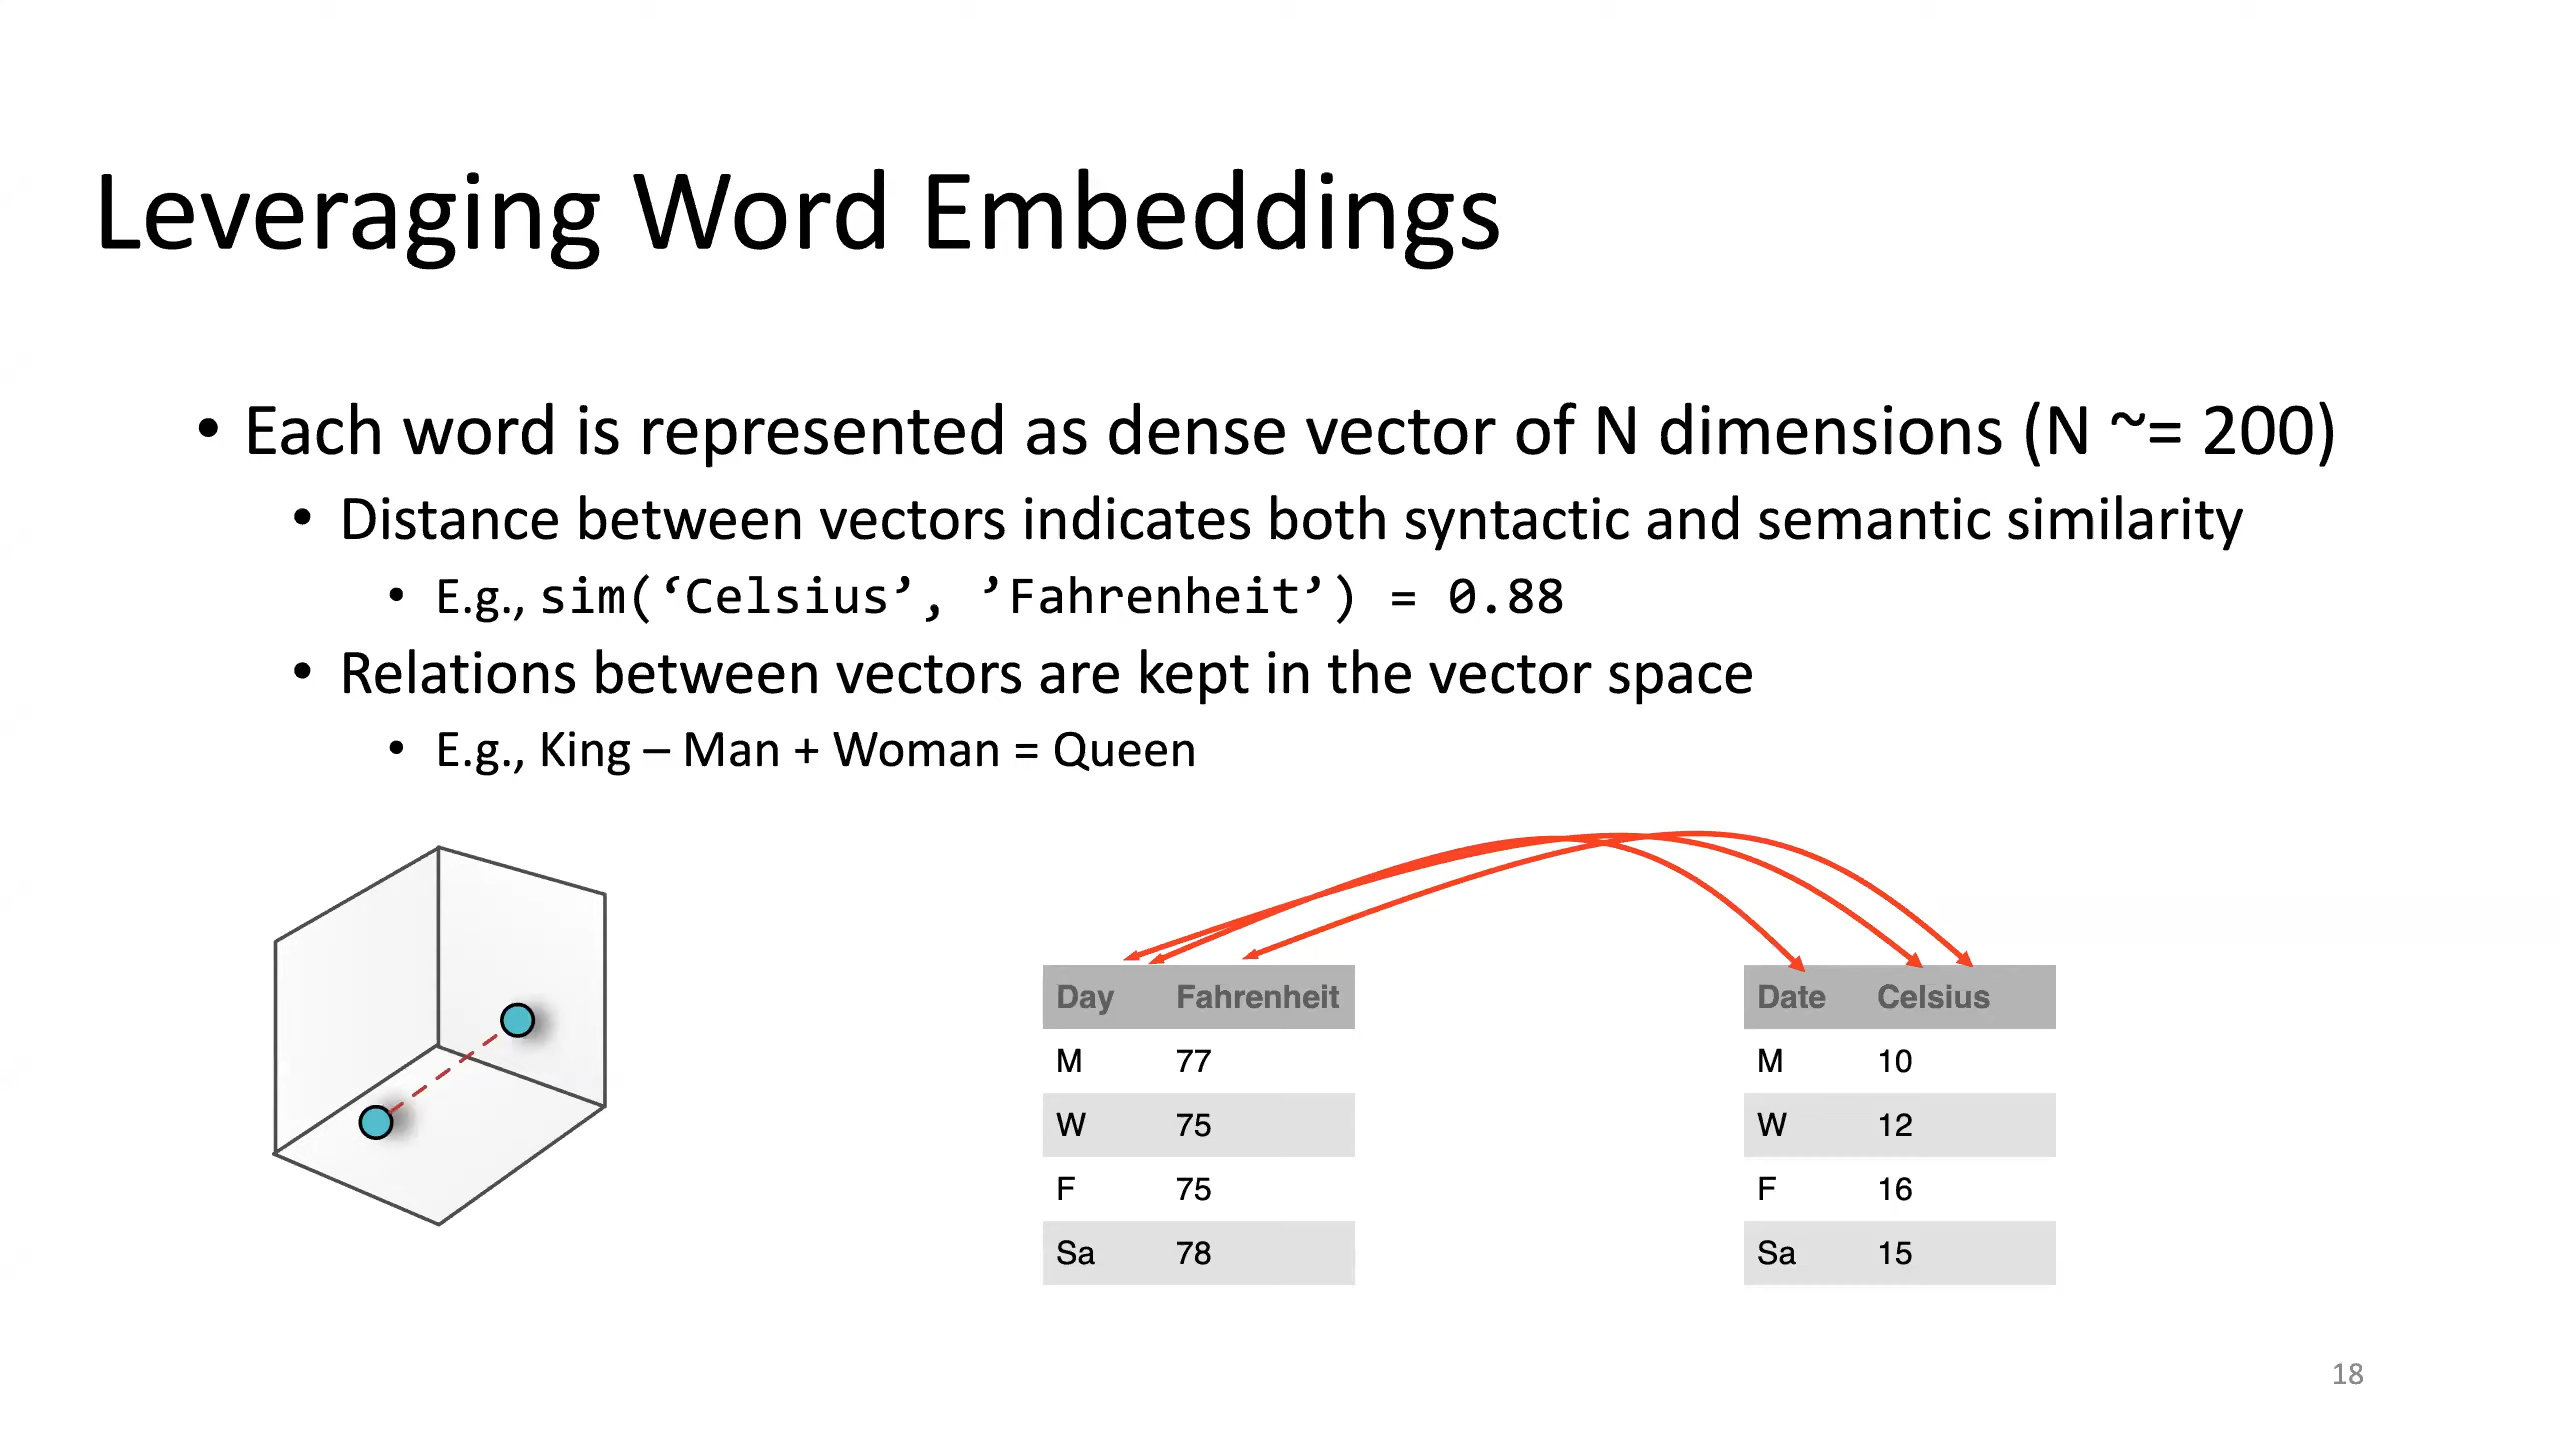 Leveraging Word Embeddings
• Each word is represented as dense vector of N dimensions (N ~= 200)
• Distance between vectors indicates both syntactic and semantic similarity
• E.g., sim(‘Celsius’, ’Fahrenheit’) = 0.88
• Relations between vectors are kept in the vector space
• E.g., King – Man + Woman = Queen
Day Fahrenheit
M 77
W 75
F 75
Sa 78
Date Celsius
M 10
W 12
F 16
Sa 15
18